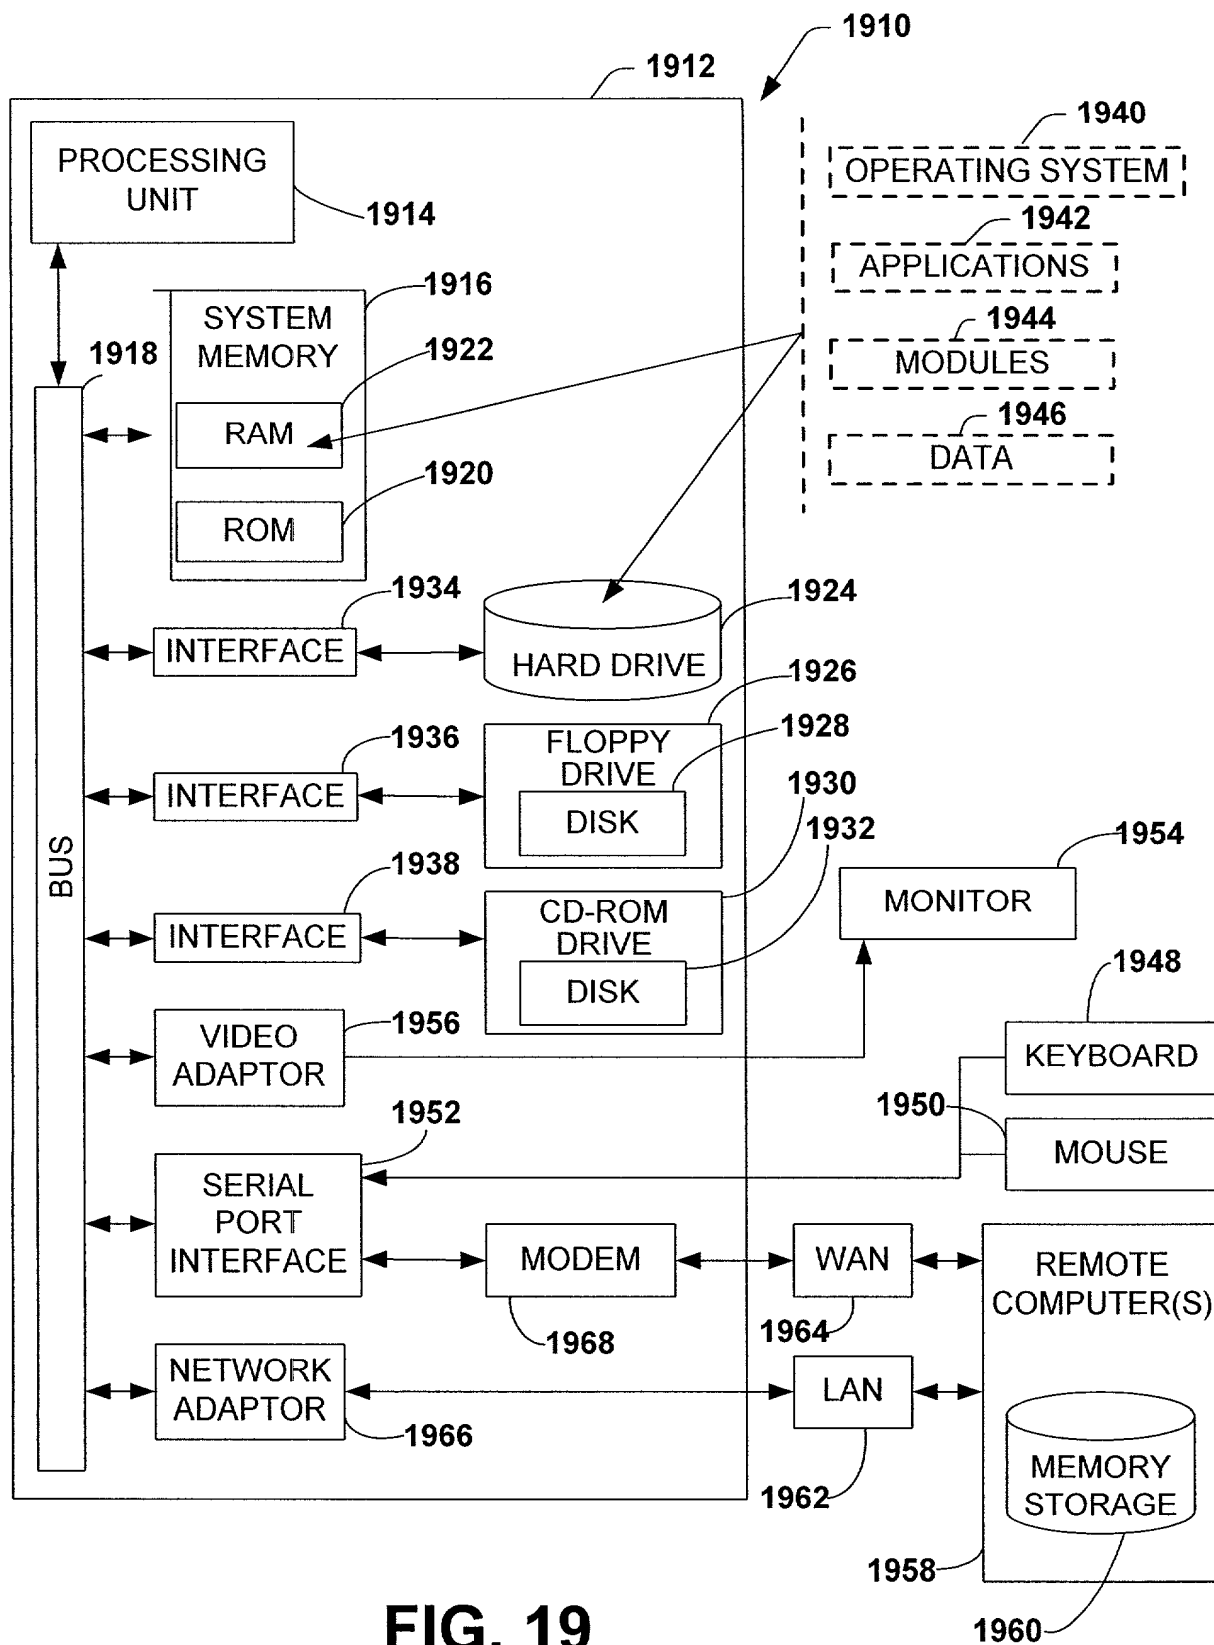 1910
1912
PROCESSING
UNIT
1914
1940
OPERATING SYSTEM
1942
APPLICATIONS
1944
MODULES
1946
DATA
1916
SYSTEM
MEMORY
1918
1922
RAM
1920
ROM
1934
INTERFACE
1924
HARD DRIVE
1926
1936
INTERFACE
FLOPPY
DRIVE
1928
DISK
1930
1932
BUS
1938
INTERFACE
CD-ROM
DRIVE
DISK
1954
MONITOR
1948
KEYBOARD
1956
VIDEO
ADAPTOR
1950
MOUSE
1952
SERIAL
PORT
INTERFACE
MODEM
1968
WAN
1964
REMOTE
COMPUTER(S)
NETWORK
ADAPTOR
1966
LAN
1962
MEMORY
STORAGE
1958
1960
FIG. 19